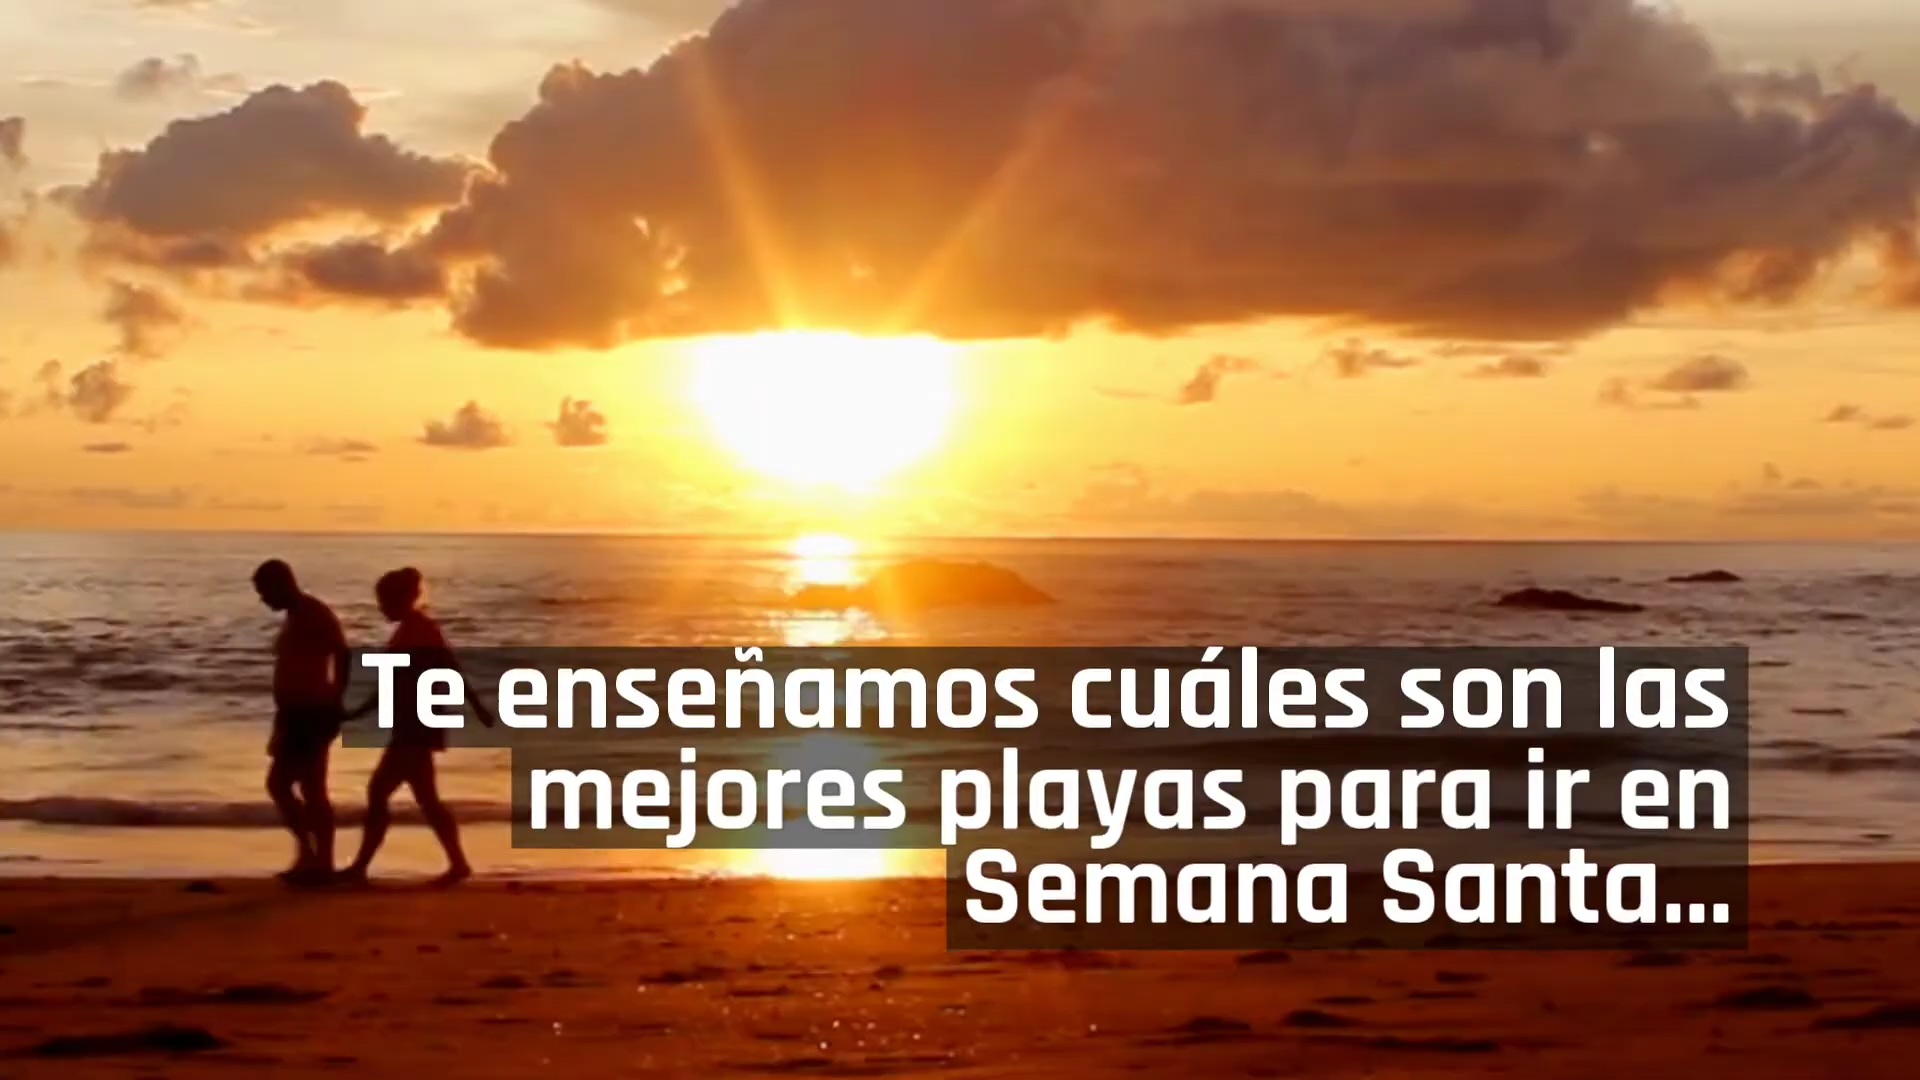 Te enseñamos cuáles son las
mejores playas para ir en
Semana Santa...